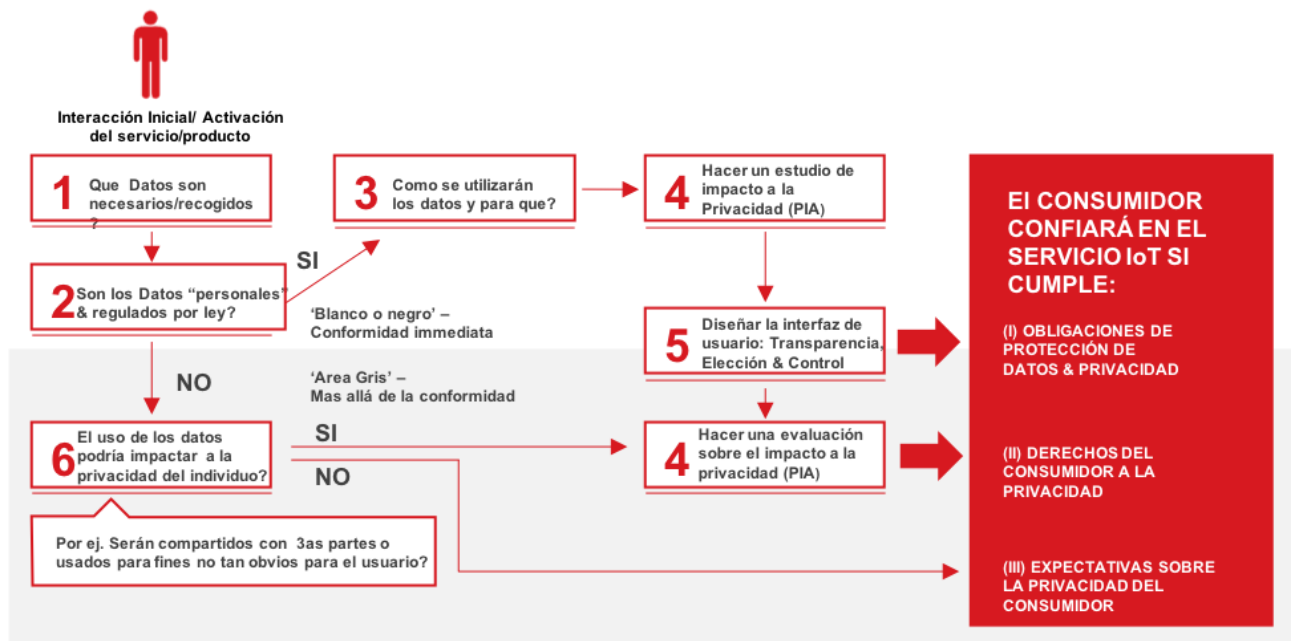 Interacción Inicial/ Activación
del servicio/producto
1
Que Datos son
necesarios/recogidos
?
2
Son los Datos “personales”
& regulados por ley?
SI
3
Como se utilizarán
los datos y para que?
4
Hacer un estudio de
impacto a la
Privacidad (PIA)
‘Blanco o negro’ –
Conformidad immediata
5
Diseñar la interfaz de
usuario: Transparencia,
Elección & Control
NO
‘Area Gris’ –
Mas allá de la conformidad
6
El uso de los datos
podría impactar a la
privacidad del individuo?
SI
NO
4
Hacer una evaluación
sobre el impacto a la
privacidad (PIA)
Por ej. Serán compartidos con 3as partes o
usados para fines no tan obvios para el usuario?
El CONSUMIDOR
CONFIARÁ EN EL
SERVICIO IoT SI
CUMPLE:
(I) OBLIGACIONES DE
PROTECCIÓN DE
DATOS & PRIVACIDAD
(II) DERECHOS DEL
CONSUMIDOR A LA
PRIVACIDAD
(III) EXPECTATIVAS SOBRE
LA PRIVACIDAD DEL
CONSUMIDOR